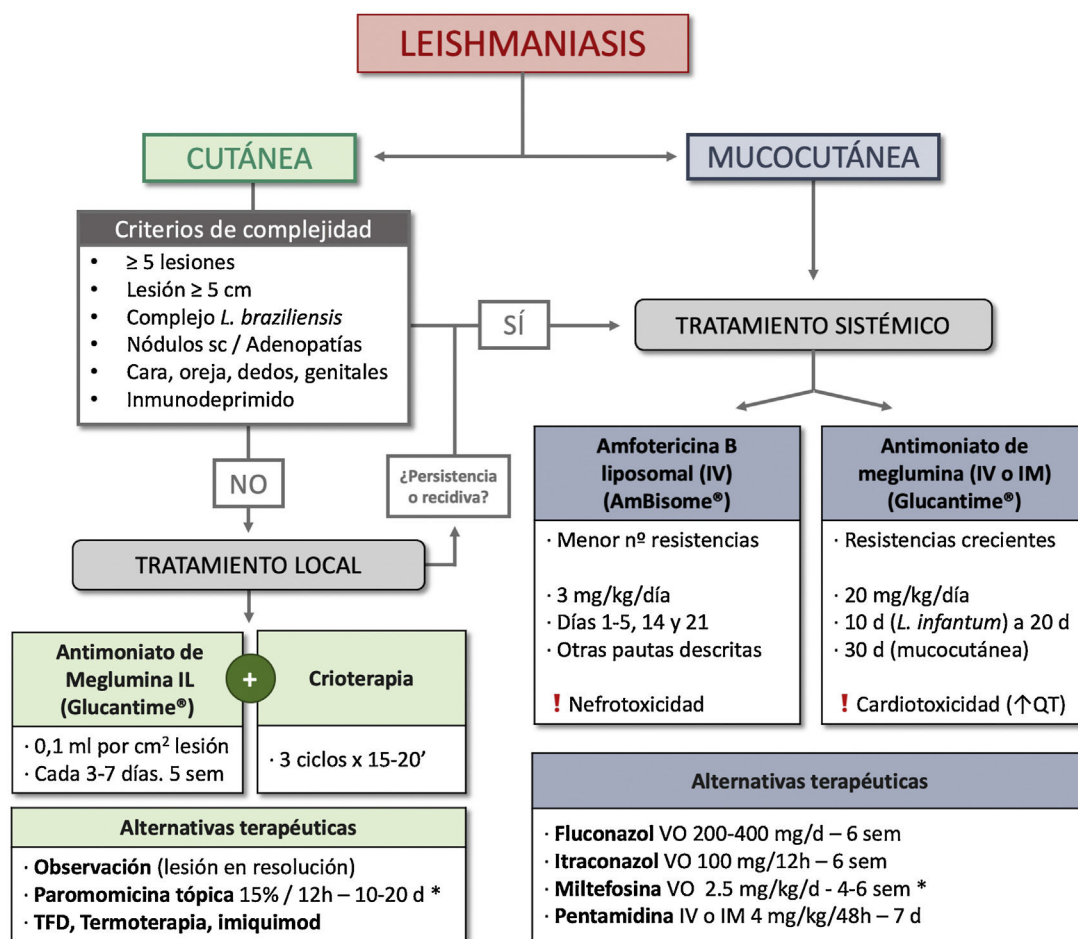 LEISHMANIASIS
CUTÁNEA
MUCOCUTÁNEA
Criterios de complejidad
• ≥ 5 lesiones
• Lesión ≥ 5 cm
• Complejo L. braziliensis
• Nódulos sc / Adenopatías
• Cara, oreja, dedos, genitales
• Inmunodeprimido
SÍ
NO
¿Persistencia
o recidiva?
TRATAMIENTO LOCAL
Antimoniato de
Meglumina IL
(Glucantime®)
· 0,1 ml por cm² lesión
· Cada 3-7 días. 5 sem
+
Crioterapia
· 3 ciclos x 15-20’
Alternativas terapéuticas
· Observación (lesión en resolución)
· Paromomicina tópica 15% / 12h – 10-20 d *
· TFD, Termoterapia, imiquimod
TRATAMIENTO SISTÉMICO
Amfotericina B
liposomal (IV)
(AmBisome®)
· Menor nº resistencias
· 3 mg/kg/día
· Días 1-5, 14 y 21
· Otras pautas descritas
! Nefrotoxicidad
Antimoniato de
meglumina (IV o IM)
(Glucantime®)
· Resistencias crecientes
· 20 mg/kg/día
· 10 d (L. infantum) a 20 d
· 30 d (mucocutánea)
! Cardiotoxicidad (↑QT)
Alternativas terapéuticas
· Fluconazol VO 200-400 mg/d – 6 sem
· Itraconazol VO 100 mg/12h – 6 sem
· Miltefosina VO 2.5 mg/kg/d - 4-6 sem *
· Pentamidina IV o IM 4 mg/kg/48h – 7 d